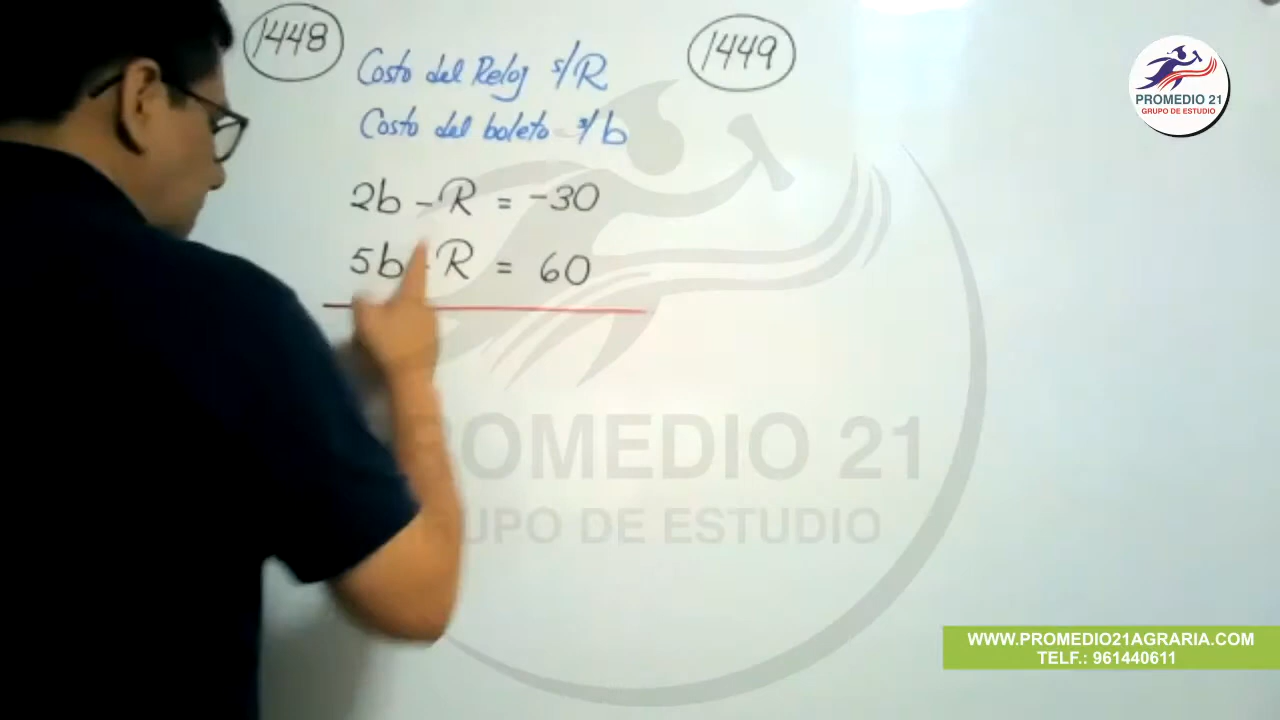 1448
Costo del Reloj s/R
Costo del boleto s/b
2b - R = -30
5b - R = 60
1449
PROMEDIO 21
GRUPO DE ESTUDIO
ROMEDIO 21
GRUPO DE ESTUDIO
WWW.PROMEDIO21AGRARIA.COM
TELF.: 961440611